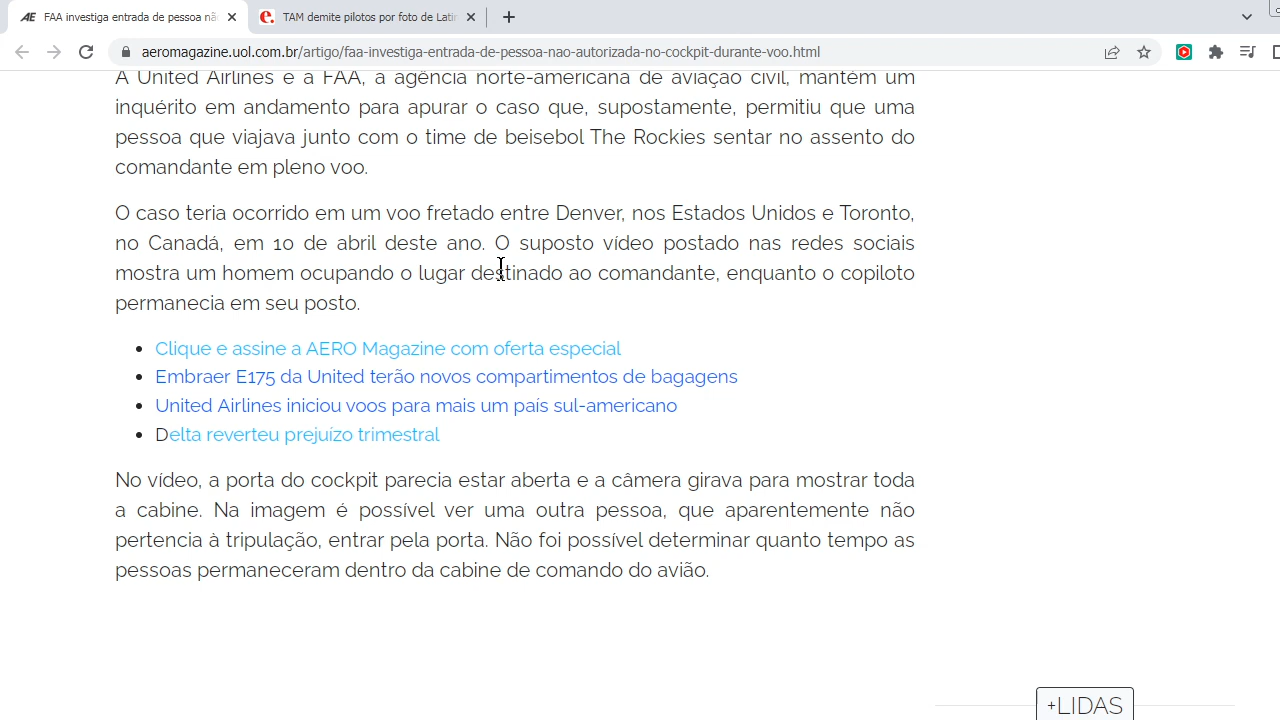 FAA investiga entrada de pessoa nã
TAM demite pilotos por foto de Lati
aeromagazine.uol.com.br/artigo/faa-investiga-entrada-de-pessoa-nao-autorizada-no-cockpit-durante-voo.html
A United Airlines e a FAA, a agência norte-americana de aviação civil, mantém um
inquérito em andamento para apurar o caso que, supostamente, permitiu que uma
pessoa que viajava junto com o time de beisebol The Rockies sentar no assento do
comandante em pleno voo.
O caso teria ocorrido em um voo fretado entre Denver, nos Estados Unidos e Toronto,
no Canadá, em 10 de abril deste ano. O suposto vídeo postado nas redes sociais
mostra um homem ocupando o lugar destinado ao comandante, enquanto o copiloto
permanecia em seu posto.
• Clique e assine a AERO Magazine com oferta especial
• Embraer E175 da United terão novos compartimentos de bagagens
• United Airlines iniciou voos para mais um país sul-americano
• Delta reverteu prejuízo trimestral
No vídeo, a porta do cockpit parecia estar aberta e a câmera girava para mostrar toda
a cabine. Na imagem é possível ver uma outra pessoa, que aparentemente não
pertencia à tripulação, entrar pela porta. Não foi possível determinar quanto tempo as
pessoas permaneceram dentro da cabine de comando do avião.
+LIDAS